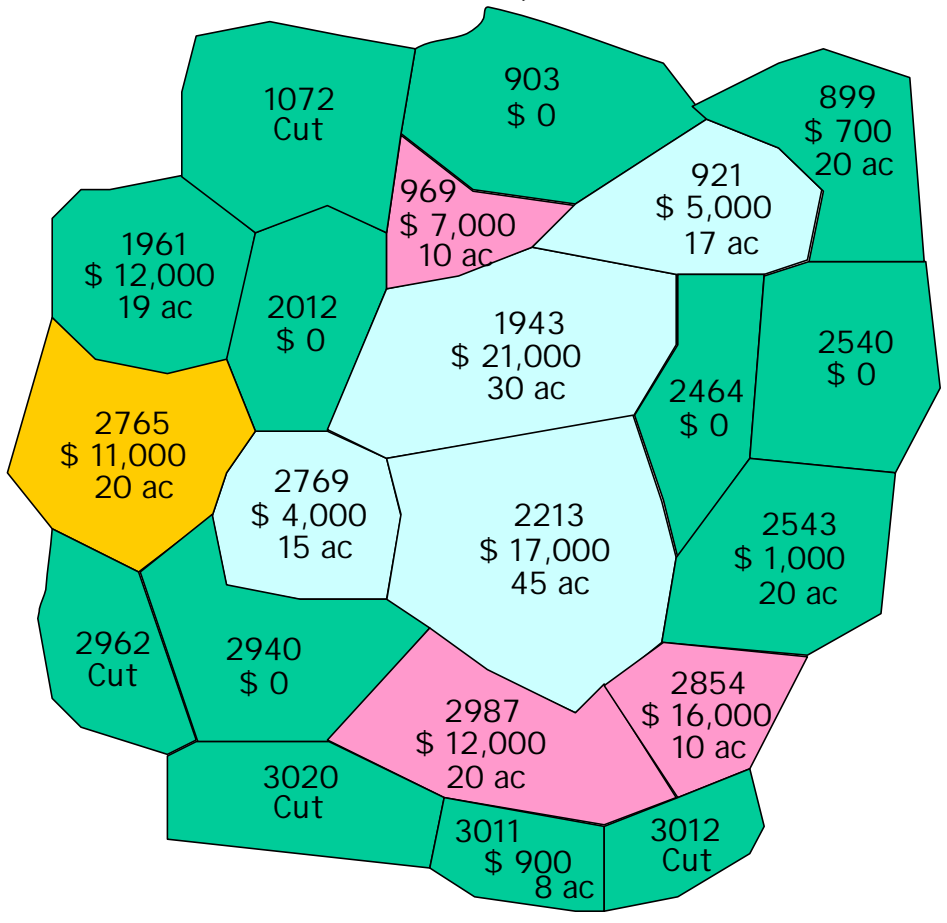 1072
Cut
903
$ 0
899
$ 700
20 ac
969
$ 7,000
10 ac
921
$ 5,000
17 ac
1961
$ 12,000
19 ac
2012
$ 0
1943
$ 21,000
30 ac
2464
$ 0
2540
$ 0
2765
$ 11,000
20 ac
2769
$ 4,000
15 ac
2213
$ 17,000
45 ac
2543
$ 1,000
20 ac
2962
Cut
2940
$ 0
2987
$ 12,000
20 ac
2854
$ 16,000
10 ac
3020
Cut
3011
$ 900
8 ac
3012
Cut